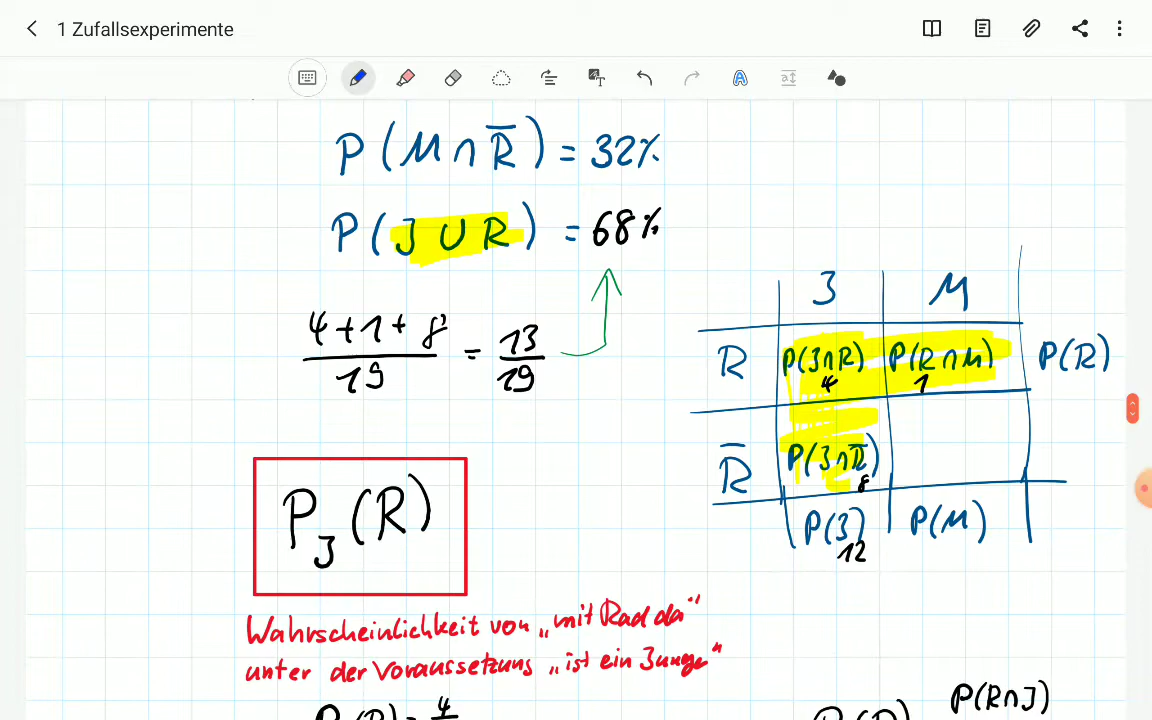 1 Zufallsexperimente
P(M∩R̅) = 32%
P(J∪R) = 68%
4+1+8
19
= 13
19
J M
R P(J∩R) P(R∩M) P(R)
4 1
R̅ P(J∩R̅)
8
P(J) P(M)
12
P_J(R)
Wahrscheinlichkeit von „mit Rad da"
unter der Voraussetzung „ist ein Junge"
4
P(R∩J)